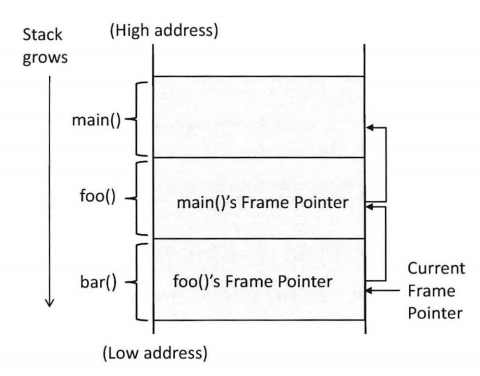 Stack
grows
(High address)
main()
foo()
main()'s Frame Pointer
bar()
foo()'s Frame Pointer
Current
Frame
Pointer
(Low address)